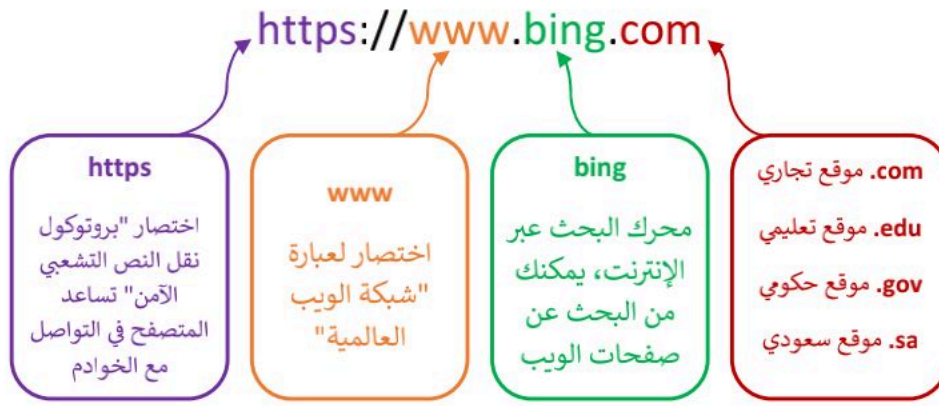 https://www.bing.com
https
اختصار "بروتوكول
نقل النص التشعبي
الآمن" تساعد
المتصفح في التواصل
مع الخوادم
www
اختصار لعبارة
"شبكة الويب
العالمية"
bing
محرك البحث عبر
الإنترنت، يمكنك
من البحث عن
صفحات الويب
.com موقع تجاري
.edu موقع تعليمي
.gov موقع حكومي
.sa موقع سعودي